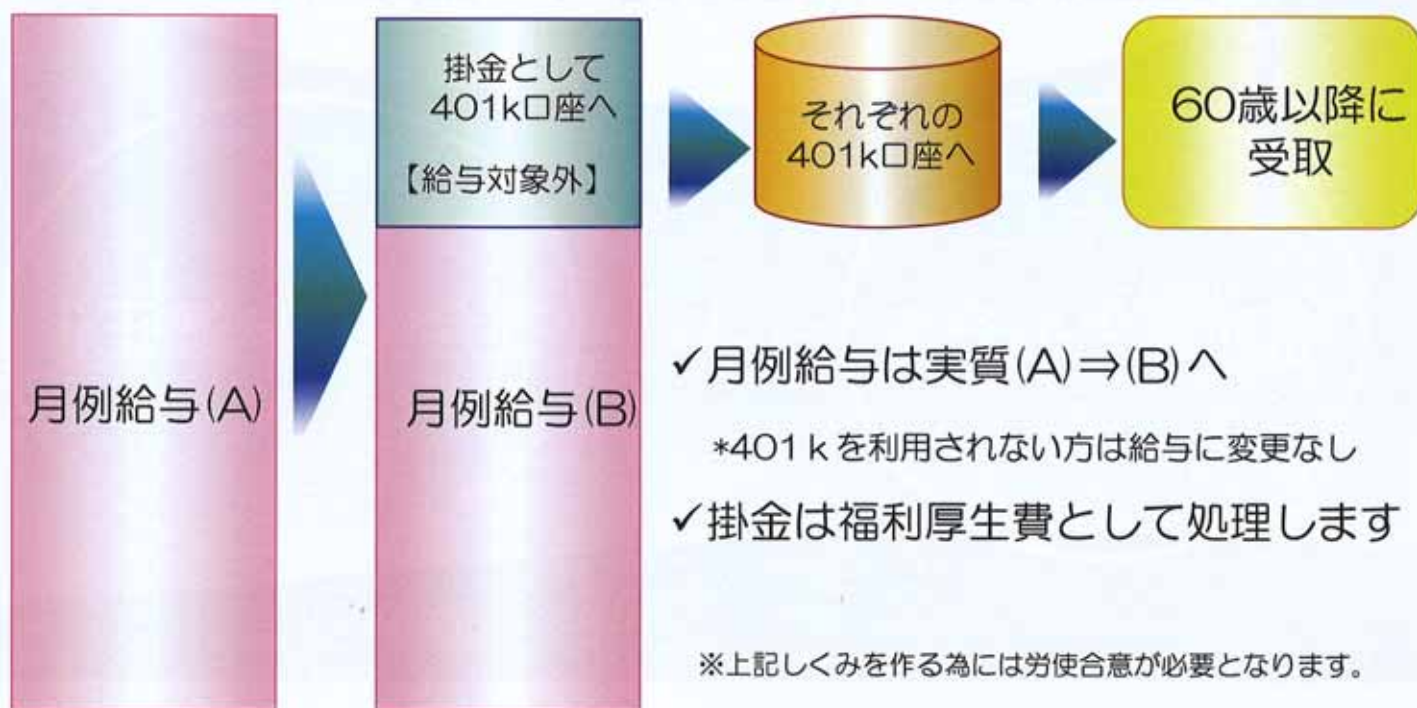 月例給与(A)
掛金として
401k口座へ
【給与対象外】
月例給与(B)
それぞれの
401k口座へ
60歳以降に
受取
✓月例給与は実質(A)⇒(B)へ
*401kを利用されない方は給与に変更なし
✓掛金は福利厚生費として処理します
※上記しくみを作る為には労使合意が必要となります。